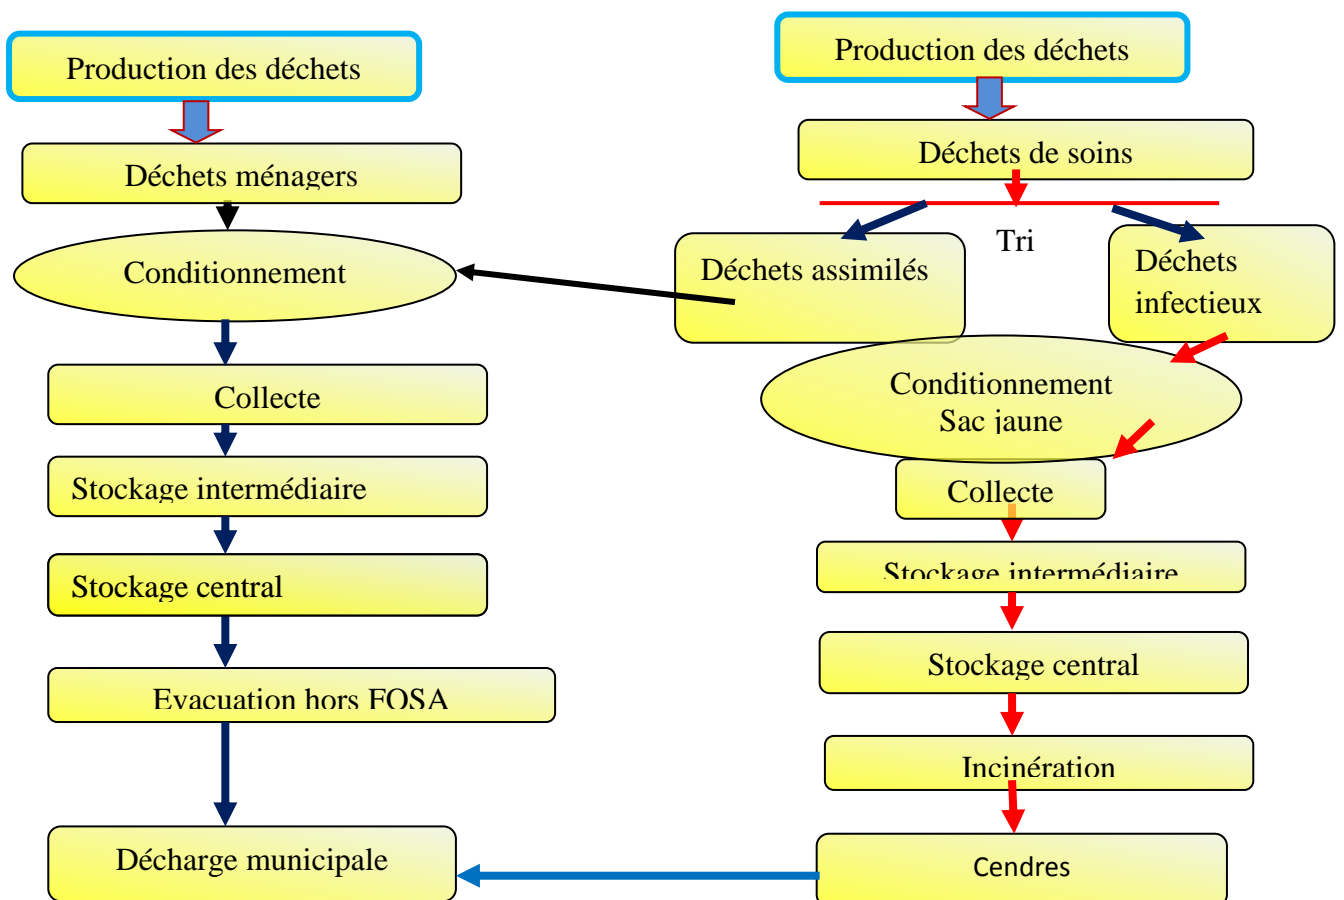 Production des déchets
Déchets ménagers
Conditionnement
Collecte
Stockage intermédiaire
Stockage central
Evacuation hors FOSA
Décharge municipale
Production des déchets
Déchets de soins
Tri
Déchets assimilés
Déchets
infectieux
Conditionnement
Sac jaune
Collecte
Stockage intermédiaire
Stockage central
Incinération
Cendres